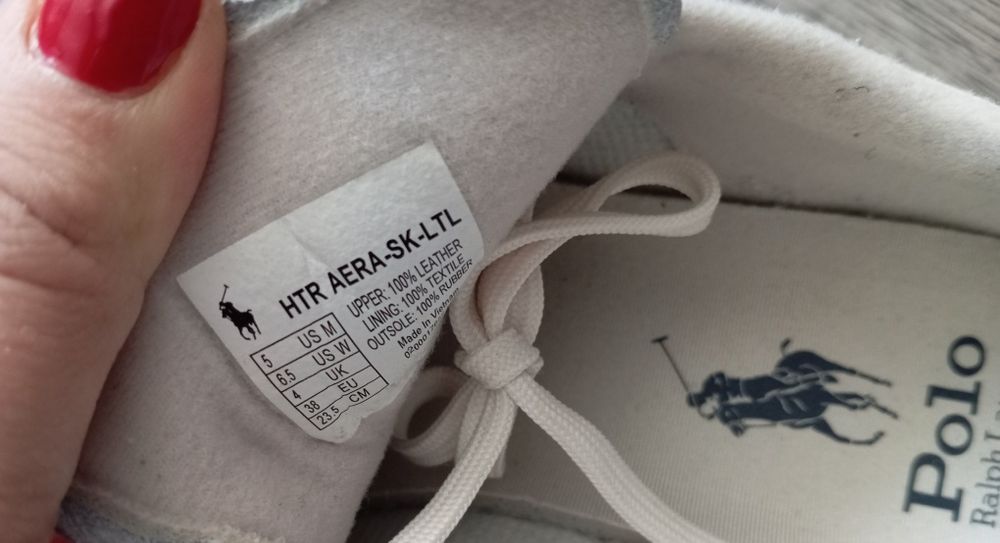 HTR AERA-SK-LTL
UPPER: 100% LEATHER
LINING: 100% TEXTILE
OUTSOLE: 100% RUBBER
Made In Vietnam
5 US M
6.5 US W
4 UK
38 EU
23.5 CM
Polo
Ralph